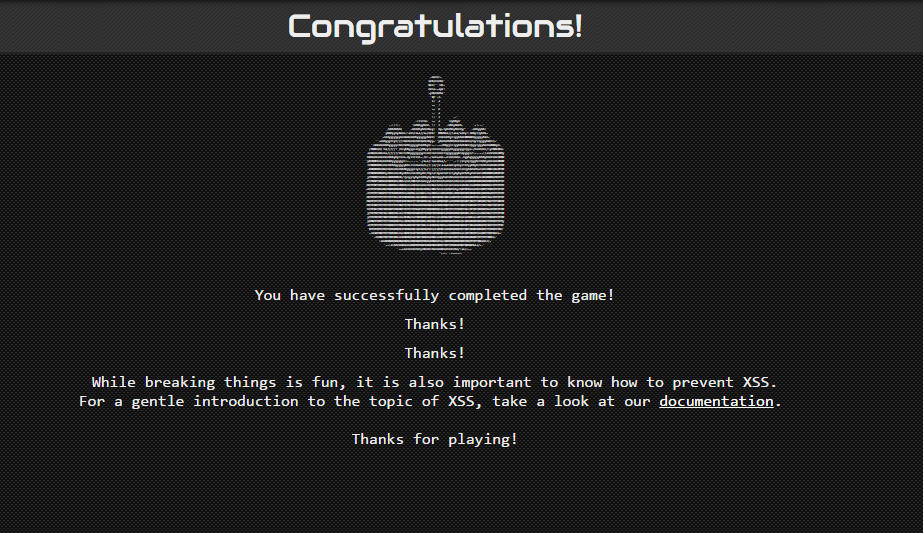 Congratulations!
You have successfully completed the game!
Thanks!
Thanks!
While breaking things is fun, it is also important to know how to prevent XSS.
For a gentle introduction to the topic of XSS, take a look at our documentation.
Thanks for playing!